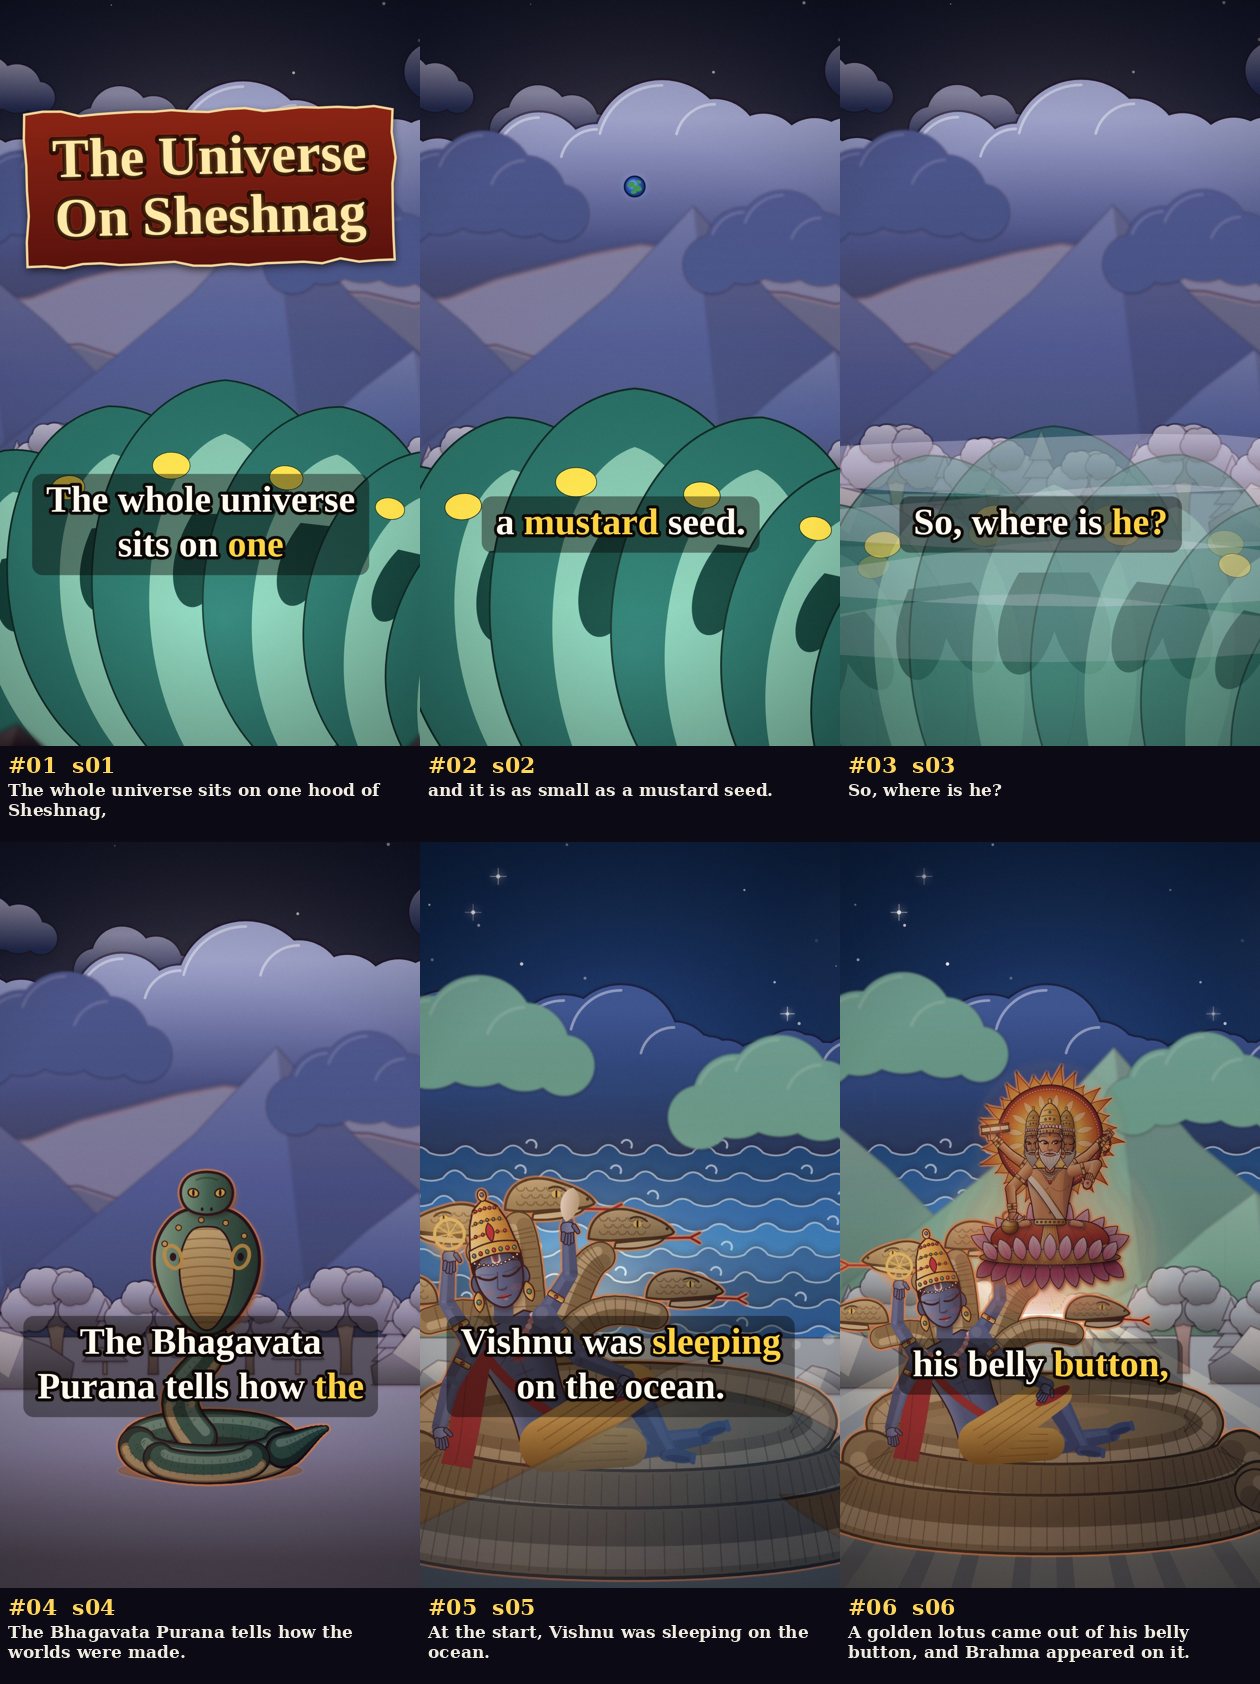 The Universe
On Sheshnag
The whole universe
sits on one
a mustard seed.
So, where is he?
#01 s01
The whole universe sits on one hood of
Sheshnag,
#02 s02
and it is as small as a mustard seed.
#03 s03
So, where is he?
The Bhagavata
Purana tells how the
Vishnu was sleeping
on the ocean.
his belly button,
#04 s04
The Bhagavata Purana tells how the
worlds were made.
#05 s05
At the start, Vishnu was sleeping on the
ocean.
#06 s06
A golden lotus came out of his belly
button, and Brahma appeared on it.